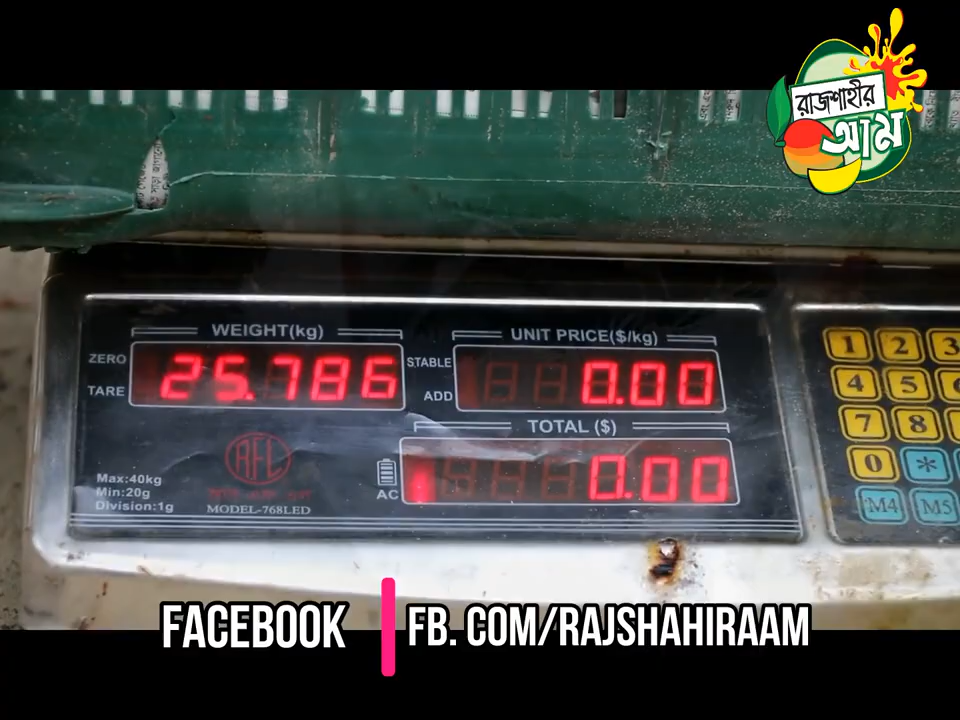 রাজশাহীর
আম
WEIGHT(kg)
UNIT PRICE($/kg)
ZERO
TARE
25.786
STABLE
ADD
0.00
TOTAL ($)
AC
0.00
RFL
Max:40kg
Min:20g
Division:1g
MODEL-768LED
1 2 3
4 5 6
7 8
0 *
M4 M5
FACEBOOK
FB. COM/RAJSHAHIRAAM